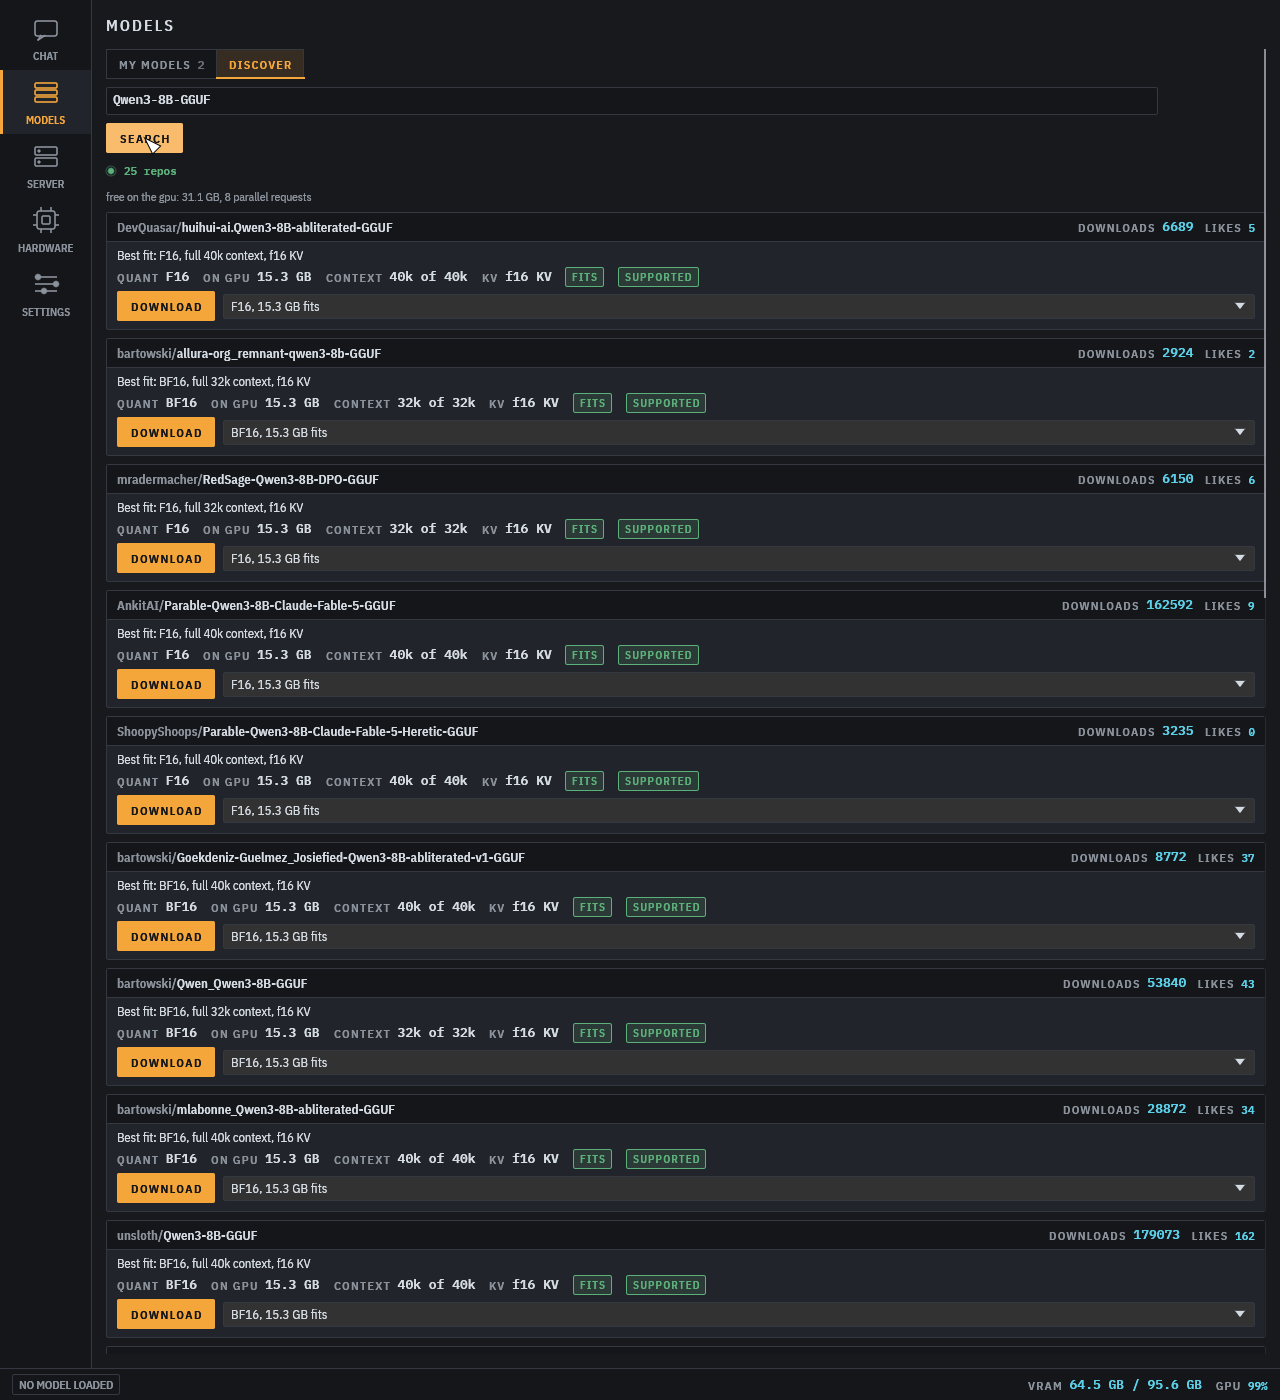 MODELS
CHAT
MODELS
SERVER
HARDWARE
SETTINGS
MY MODELS 2 DISCOVER
Qwen3-8B-GGUF
SEARCH
25 repos
free on the gpu: 31.1 GB, 8 parallel requests
DevQuasar/huihui-ai.Qwen3-8B-abliterated-GGUF DOWNLOADS 6689 LIKES 5
Best fit: F16, full 40k context, f16 KV
QUANT F16 ON GPU 15.3 GB CONTEXT 40k of 40k KV f16 KV FITS SUPPORTED
DOWNLOAD F16, 15.3 GB fits
bartowski/allura-org_remnant-qwen3-8b-GGUF DOWNLOADS 2924 LIKES 2
Best fit: BF16, full 32k context, f16 KV
QUANT BF16 ON GPU 15.3 GB CONTEXT 32k of 32k KV f16 KV FITS SUPPORTED
DOWNLOAD BF16, 15.3 GB fits
mradermacher/RedSage-Qwen3-8B-DPO-GGUF DOWNLOADS 6150 LIKES 6
Best fit: F16, full 32k context, f16 KV
QUANT F16 ON GPU 15.3 GB CONTEXT 32k of 32k KV f16 KV FITS SUPPORTED
DOWNLOAD F16, 15.3 GB fits
AnkitAI/Parable-Qwen3-8B-Claude-Fable-5-GGUF DOWNLOADS 162592 LIKES 9
Best fit: F16, full 40k context, f16 KV
QUANT F16 ON GPU 15.3 GB CONTEXT 40k of 40k KV f16 KV FITS SUPPORTED
DOWNLOAD F16, 15.3 GB fits
ShoopyShoops/Parable-Qwen3-8B-Claude-Fable-5-Heretic-GGUF DOWNLOADS 3235 LIKES 0
Best fit: F16, full 40k context, f16 KV
QUANT F16 ON GPU 15.3 GB CONTEXT 40k of 40k KV f16 KV FITS SUPPORTED
DOWNLOAD F16, 15.3 GB fits
bartowski/Goekdeniz-Guelmez_Josiefied-Qwen3-8B-abliterated-v1-GGUF DOWNLOADS 8772 LIKES 37
Best fit: BF16, full 40k context, f16 KV
QUANT BF16 ON GPU 15.3 GB CONTEXT 40k of 40k KV f16 KV FITS SUPPORTED
DOWNLOAD BF16, 15.3 GB fits
bartowski/Qwen_Qwen3-8B-GGUF DOWNLOADS 53840 LIKES 43
Best fit: BF16, full 32k context, f16 KV
QUANT BF16 ON GPU 15.3 GB CONTEXT 32k of 32k KV f16 KV FITS SUPPORTED
DOWNLOAD BF16, 15.3 GB fits
bartowski/mlabonne_Qwen3-8B-abliterated-GGUF DOWNLOADS 28872 LIKES 34
Best fit: BF16, full 40k context, f16 KV
QUANT BF16 ON GPU 15.3 GB CONTEXT 40k of 40k KV f16 KV FITS SUPPORTED
DOWNLOAD BF16, 15.3 GB fits
unsloth/Qwen3-8B-GGUF DOWNLOADS 179073 LIKES 162
Best fit: BF16, full 40k context, f16 KV
QUANT BF16 ON GPU 15.3 GB CONTEXT 40k of 40k KV f16 KV FITS SUPPORTED
DOWNLOAD BF16, 15.3 GB fits
NO MODEL LOADED VRAM 64.5 GB / 95.6 GB GPU 99%